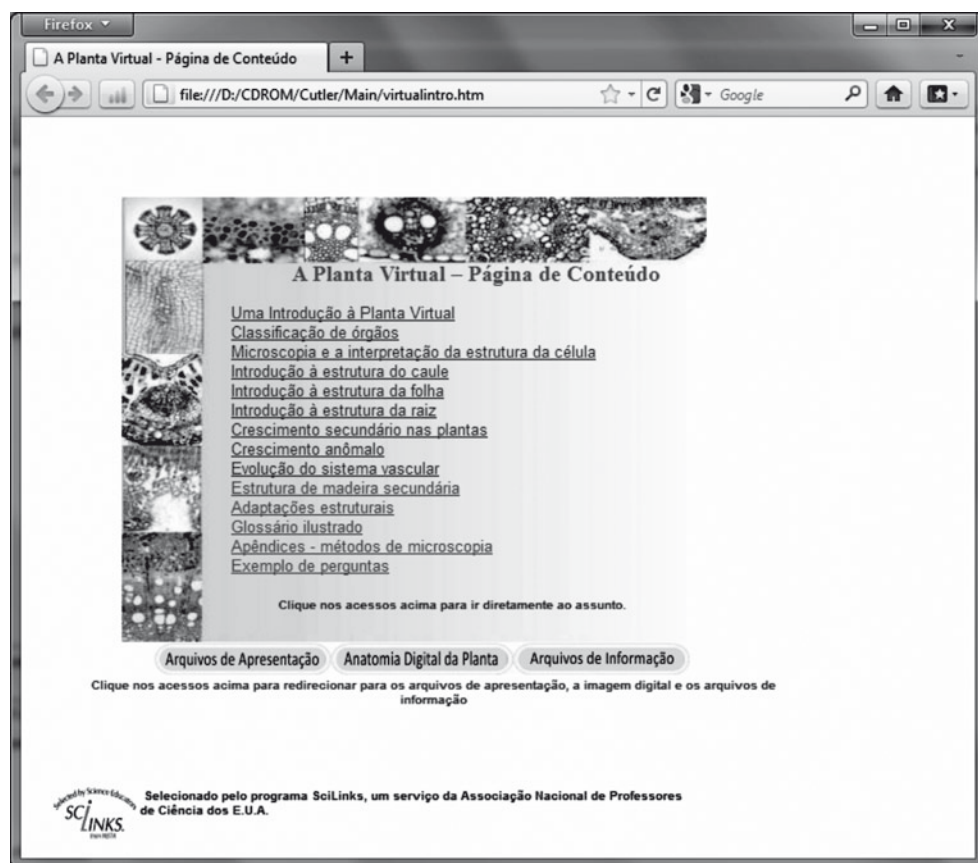 Firefox
A Planta Virtual - Página de Conteúdo
file:///D:/CDROM/Cutler/Main/virtualintro.htm
Google
A Planta Virtual – Página de Conteúdo
Uma Introdução à Planta Virtual
Classificação de órgãos
Microscopia e a interpretação da estrutura da célula
Introdução à estrutura do caule
Introdução à estrutura da folha
Introdução à estrutura da raiz
Crescimento secundário nas plantas
Crescimento anômalo
Evolução do sistema vascular
Estrutura de madeira secundária
Adaptações estruturais
Glossário ilustrado
Apêndices - métodos de microscopia
Exemplo de perguntas
Clique nos acessos acima para ir diretamente ao assunto.
Arquivos de Apresentação Anatomia Digital da Planta Arquivos de Informação
Clique nos acessos acima para redirecionar para os arquivos de apresentação, a imagem digital e os arquivos de
informação
Selected by Science Educators
SCI
LINKS.
Selecionado pelo programa SciLinks, um serviço da Associação Nacional de Professores
de Ciência dos E.U.A.